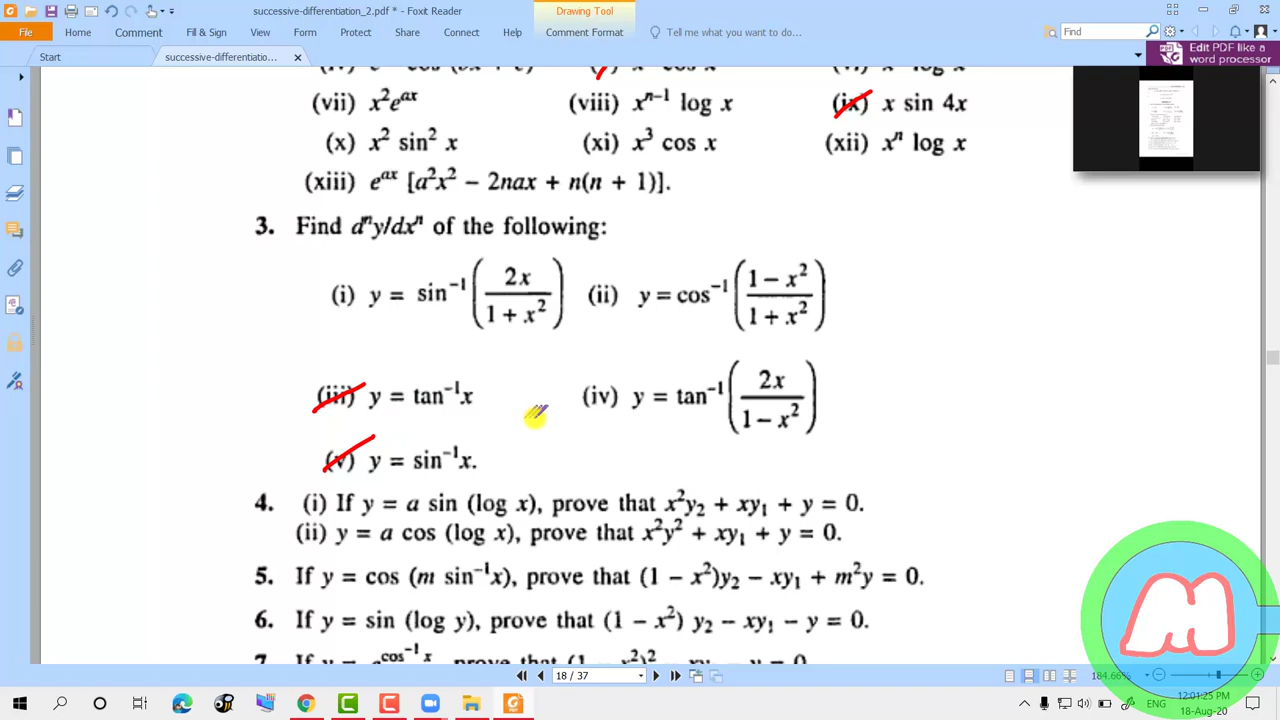 successive-differentiation_2.pdf * - Foxit Reader
Drawing Tool
File Home Comment Fill & Sign View Form Protect Share Connect Help Comment Format Tell me what you want to do... Find
Start successive-differentiatio... Edit PDF like a
word processor
(vii) x²eᵃˣ (viii) xⁿ⁻¹ log x (ix) x sin 4x
(x) x² sin² x (xi) x³ cos x (xii) xⁿ log x
(xiii) eᵃˣ [a²x² − 2nax + n(n + 1)].
3. Find dⁿy/dxⁿ of the following:
(i) y = sin⁻¹(2x / 1 + x²) (ii) y = cos⁻¹(1 − x² / 1 + x²)
(iii) y = tan⁻¹x (iv) y = tan⁻¹(2x / 1 − x²)
(v) y = sin⁻¹x.
4. (i) If y = a sin (log x), prove that x²y₂ + xy₁ + y = 0.
(ii) y = a cos (log x), prove that x²y² + xy₁ + y = 0.
5. If y = cos (m sin⁻¹x), prove that (1 − x²)y₂ − xy₁ + m²y = 0.
6. If y = sin (log y), prove that (1 − x²) y₂ − xy₁ − y = 0.
M
18 / 37 184.66%
ENG 12:01:25
18-Aug-20